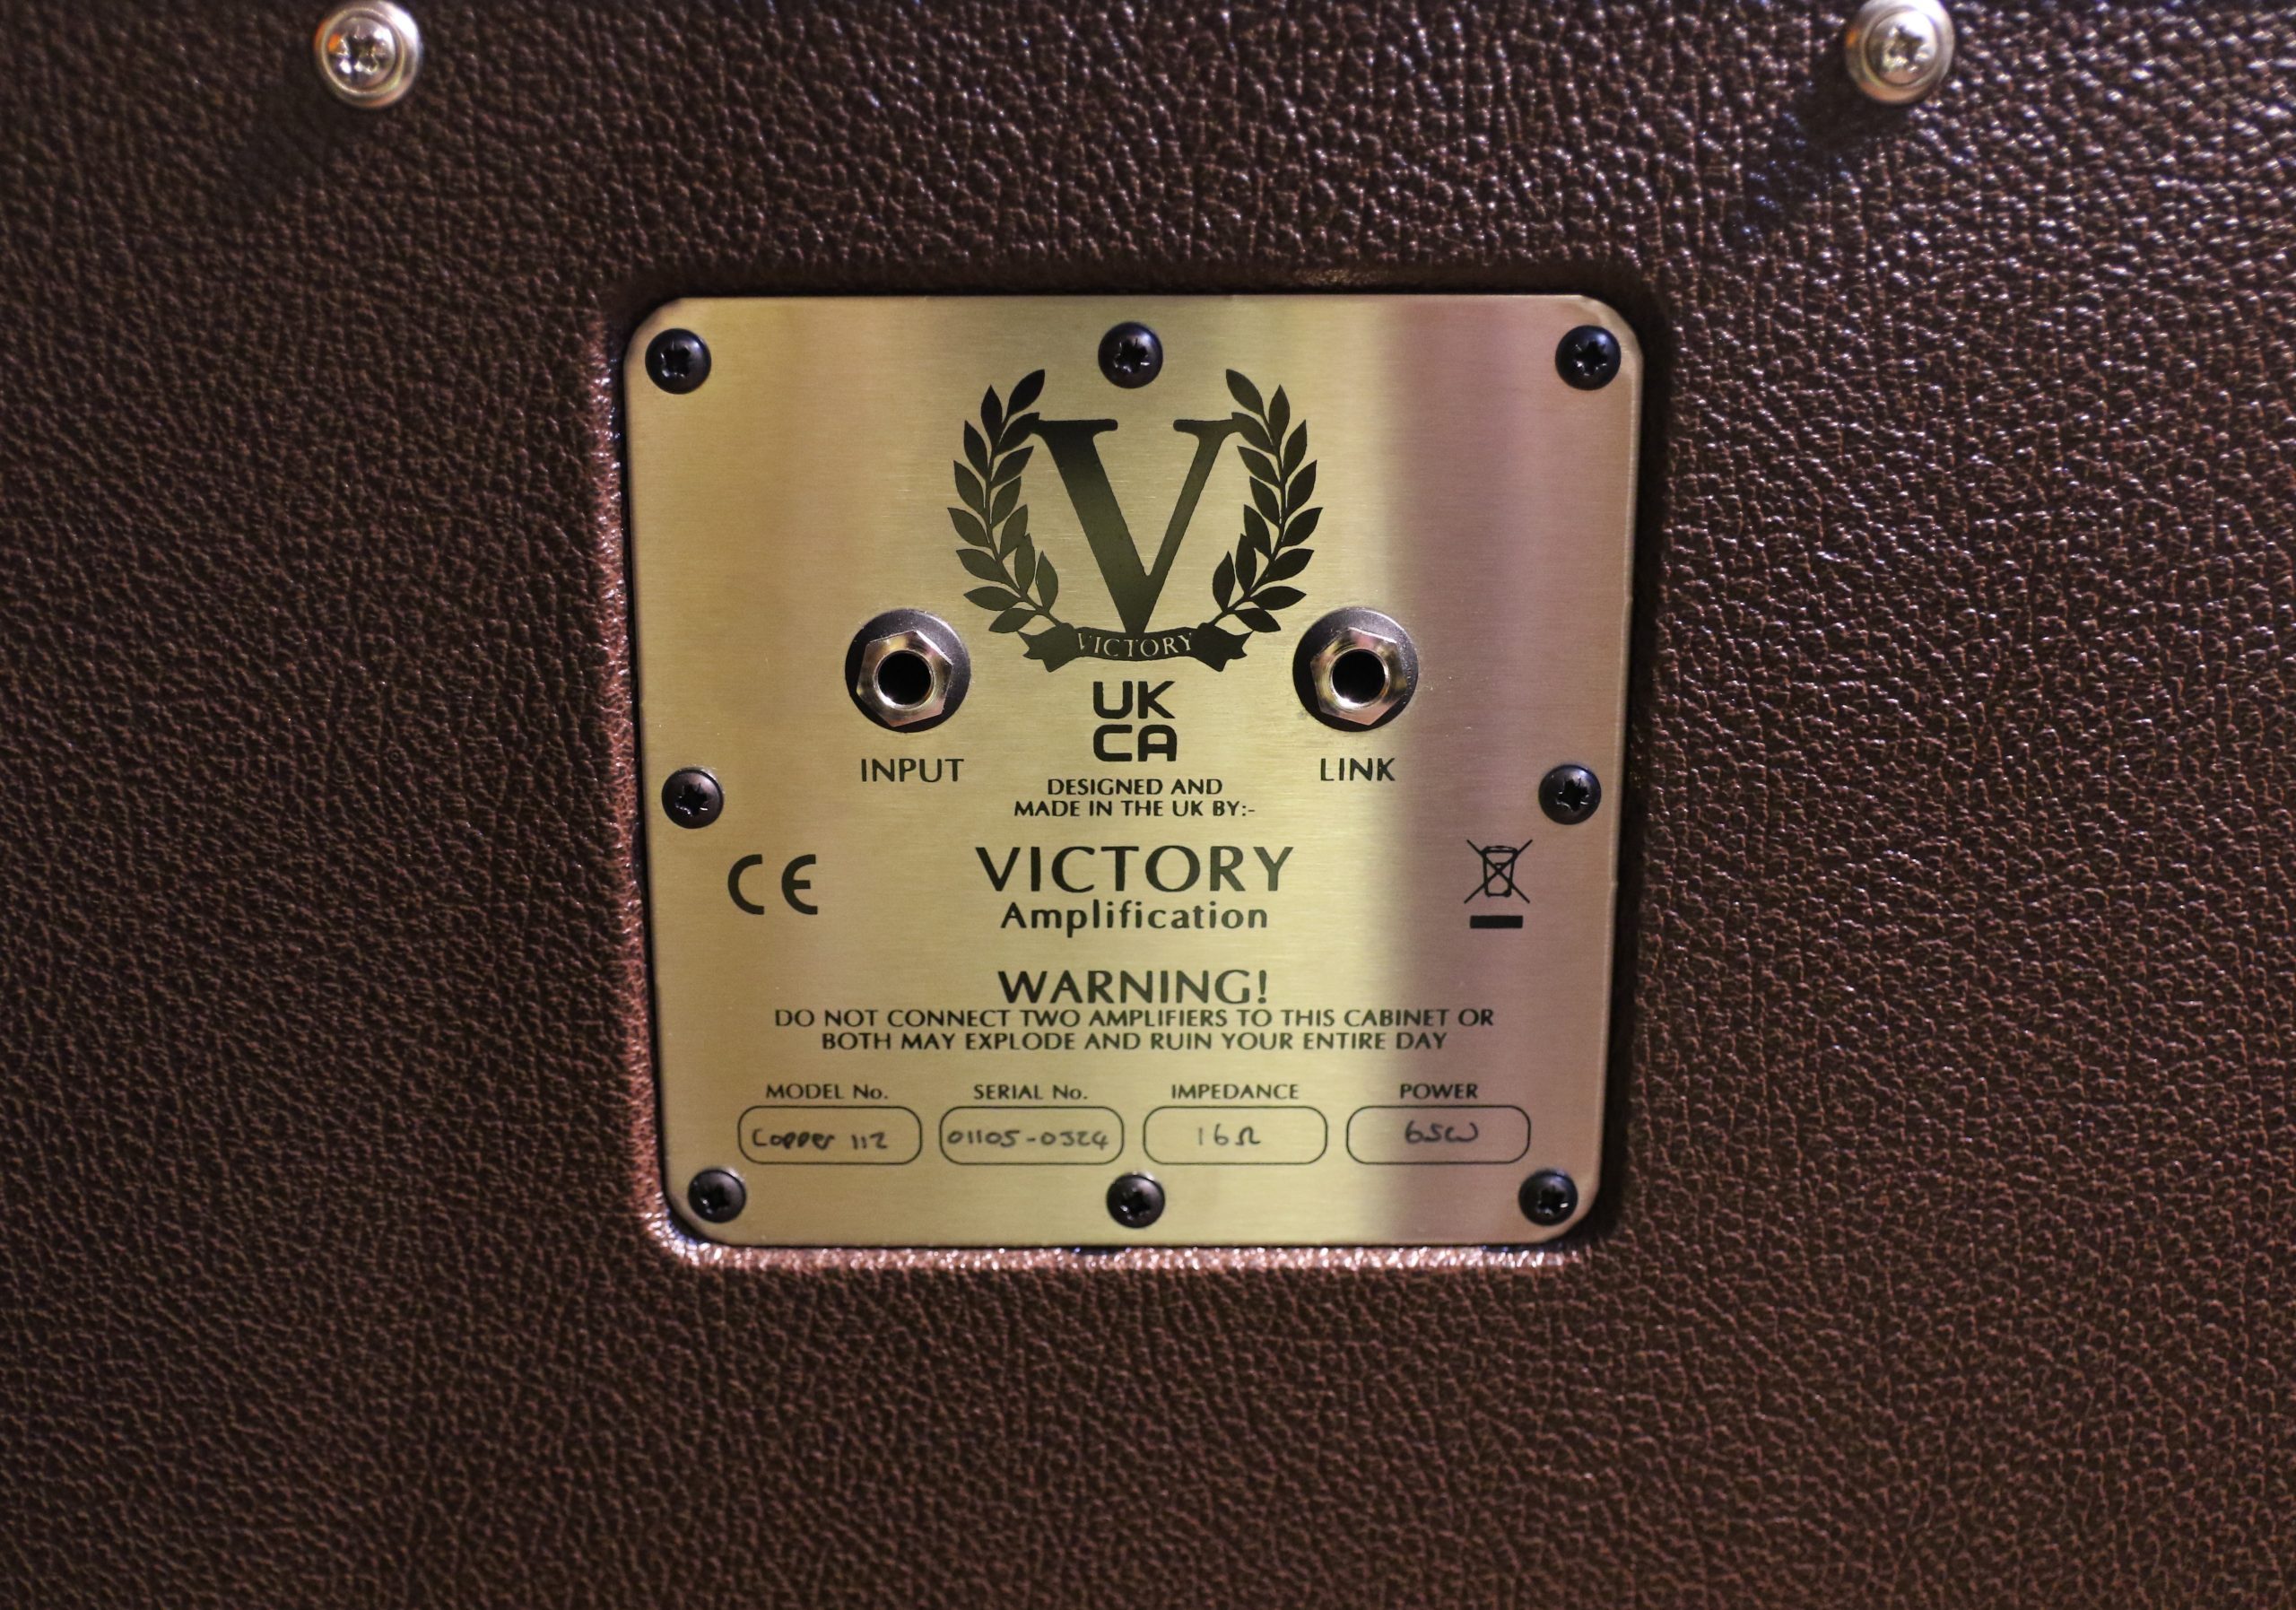 V
VICTORY
UK
CA
INPUT
LINK
DESIGNED AND
MADE IN THE UK BY:-
CE
VICTORY
Amplification
WARNING!
DO NOT CONNECT TWO AMPLIFIERS TO THIS CABINET OR
BOTH MAY EXPLODE AND RUIN YOUR ENTIRE DAY
MODEL No. SERIAL No. IMPEDANCE POWER
Copper 112 01105-0324 16Ω 65W